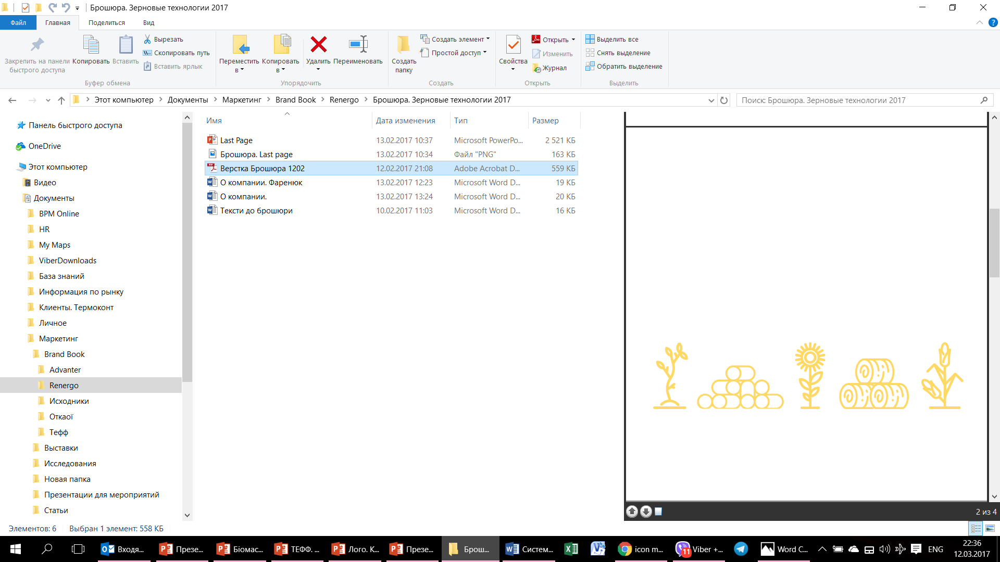 Брошюра. Зерновые технологии 2017
Файл Главная Поделиться Вид
Закрепить на панели быстрого доступа
Копировать
Вставить
Вырезать
Скопировать путь
Вставить ярлык
Буфер обмена
Переместить в
Копировать в
Удалить
Переименовать
Упорядочить
Создать папку
Создать элемент
Простой доступ
Создать
Свойства
Открыть
Изменить
Журнал
Открыть
Выделить все
Снять выделение
Обратить выделение
Выделить
Этот компьютер Документы Маркетинг Brand Book Renergo Брошюра. Зерновые технологии 2017
Поиск: Брошюра. Зерновые технологии 2017
Панель быстрого доступа
OneDrive
Этот компьютер
Видео
Документы
BPM Online
HR
My Maps
ViberDownloads
База знаний
Информация по рынку
Клиенты. Термоконт
Личное
Маркетинг
Brand Book
Advanter
Renergo
Исходники
Откаої
Тефф
Выставки
Исследования
Новая папка
Презентации для мероприятий
Статьи
Имя Дата изменения Тип Размер
Last Page 13.02.2017 10:37 Microsoft PowerPo... 2 521 КБ
Брошюра. Last page 13.02.2017 10:34 Файл "PNG" 163 КБ
Верстка Брошюра 1202 12.02.2017 21:08 Adobe Acrobat D... 559 КБ
О компании. Фаренюк 13.02.2017 12:23 Microsoft Word D... 19 КБ
О компании. 13.02.2017 13:24 Microsoft Word D... 20 КБ
Тексти до брошюри 10.02.2017 11:03 Microsoft Word D... 16 КБ
2 из 4
Элементов: 6 Выбран 1 элемент: 558 КБ
Входя... Презе... Біомас... ТЕФФ. ... Лого. К... Презе... Брош... Систем... icon m... 11 Viber +... Word C... ENG
22:36
12.03.2017